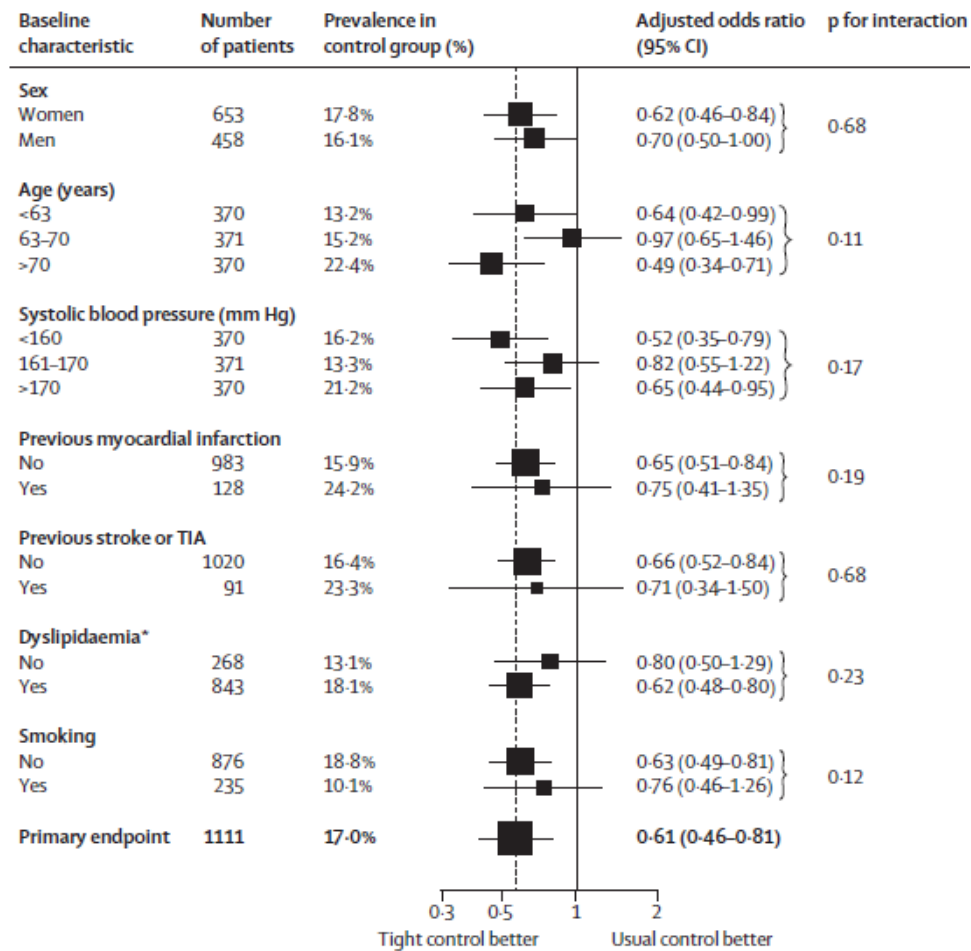 Baseline characteristic Number of patients Prevalence in control group (%) Adjusted odds ratio (95% CI) p for interaction
Sex
Women 653 17·8% 0·62 (0·46–0·84)
0·68
Men 458 16·1% 0·70 (0·50–1·00)
Age (years)
<63 370 13·2% 0·64 (0·42–0·99)
63–70 371 15·2% 0·97 (0·65–1·46) 0·11
>70 370 22·4% 0·49 (0·34–0·71)
Systolic blood pressure (mm Hg)
<160 370 16·2% 0·52 (0·35–0·79)
161–170 371 13·3% 0·82 (0·55–1·22) 0·17
>170 370 21·2% 0·65 (0·44–0·95)
Previous myocardial infarction
No 983 15·9% 0·65 (0·51–0·84)
0·19
Yes 128 24·2% 0·75 (0·41–1·35)
Previous stroke or TIA
No 1020 16·4% 0·66 (0·52–0·84)
0·68
Yes 91 23·3% 0·71 (0·34–1·50)
Dyslipidaemia*
No 268 13·1% 0·80 (0·50–1·29)
0·23
Yes 843 18·1% 0·62 (0·48–0·80)
Smoking
No 876 18·8% 0·63 (0·49–0·81)
0·12
Yes 235 10·1% 0·76 (0·46–1·26)
Primary endpoint 1111 17·0% 0·61 (0·46–0·81)
0·3 0·5 1 2
Tight control better Usual control better